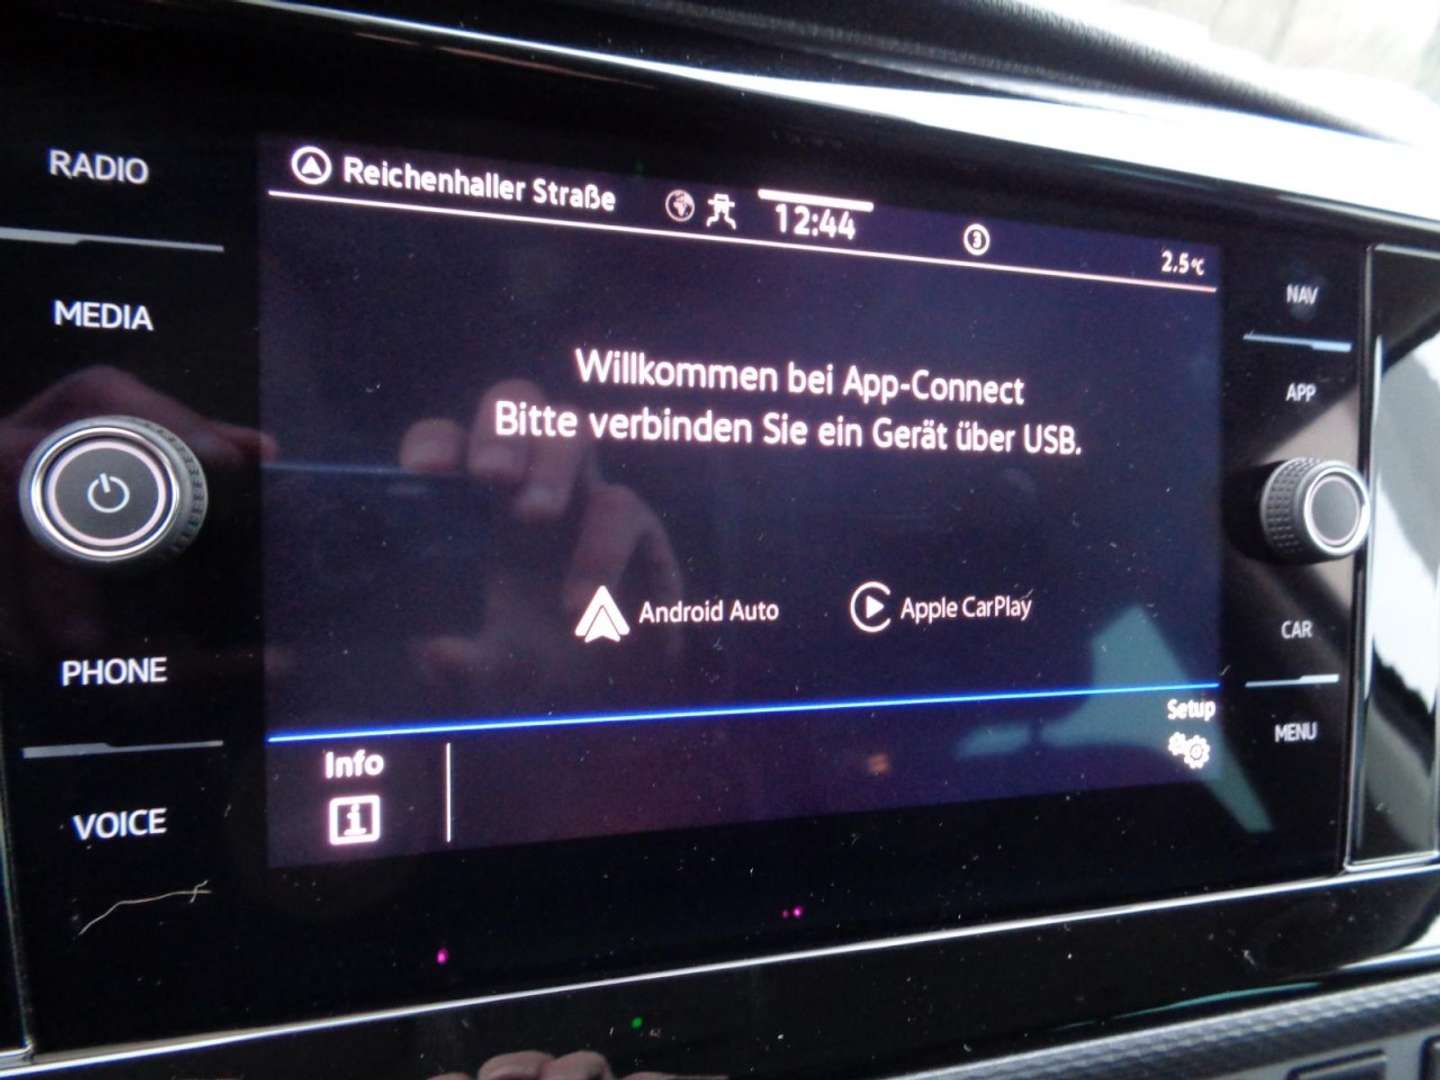 RADIO
MEDIA
PHONE
VOICE
Reichenhaller Straße
12:44
3
2.5°C
Willkommen bei App-Connect
Bitte verbinden Sie ein Gerät über USB.
Android Auto
Apple CarPlay
Info
i
Setup
NAV
APP
CAR
MENU